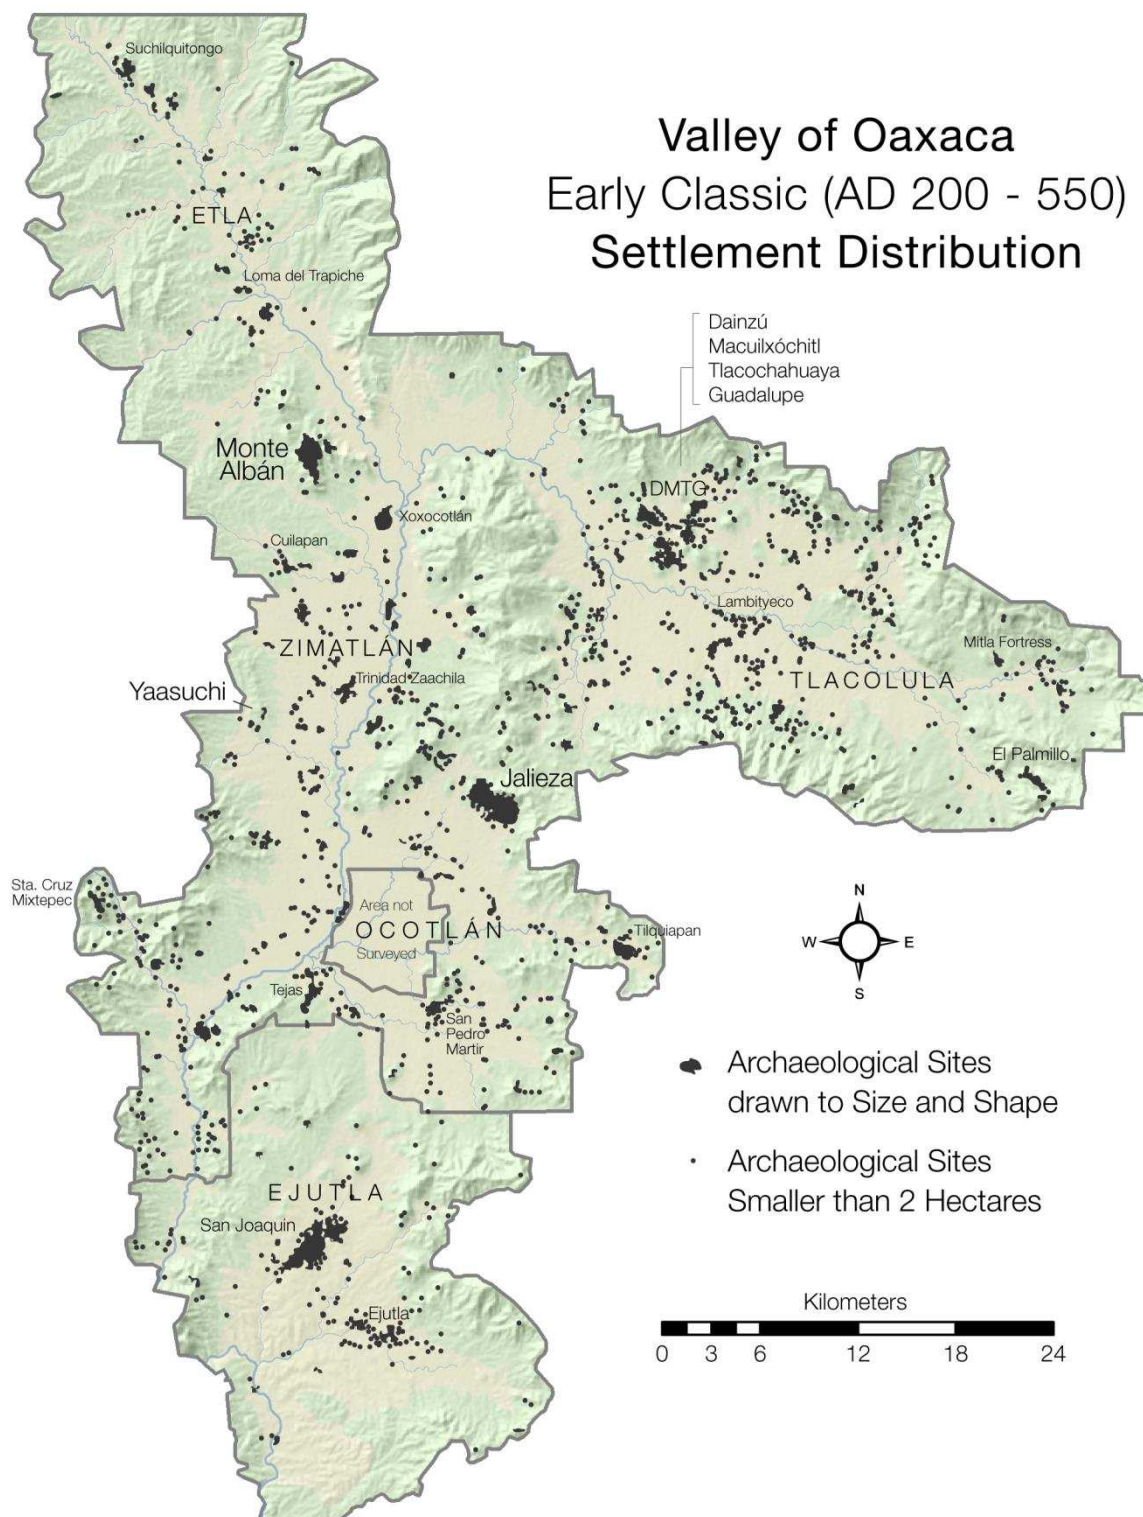 Valley of Oaxaca
Early Classic (AD 200 - 550)
Settlement Distribution
Suchilquitongo
ETLA
Loma del Trapiche
Dainzú
Macuilxóchitl
Tlacochahuaya
Guadalupe
Monte
Albán
DMTG
Xoxocotlán
Cuilapan
Lambityeco
ZIMATLÁN
Mitla Fortress
Trinidad Zaachila
TLACOLULA
Yaasuchi
El Palmillo
Jalieza
Sta. Cruz
Mixtepec
Area not
OCOTLÁN
Surveyed
Tilquiapan
Tejas
San
Pedro
Martir
N
W
E
S
Archaeological Sites
drawn to Size and Shape
Archaeological Sites
Smaller than 2 Hectares
EJUTLA
San Joaquin
Ejutla
Kilometers
0 3 6 12 18 24